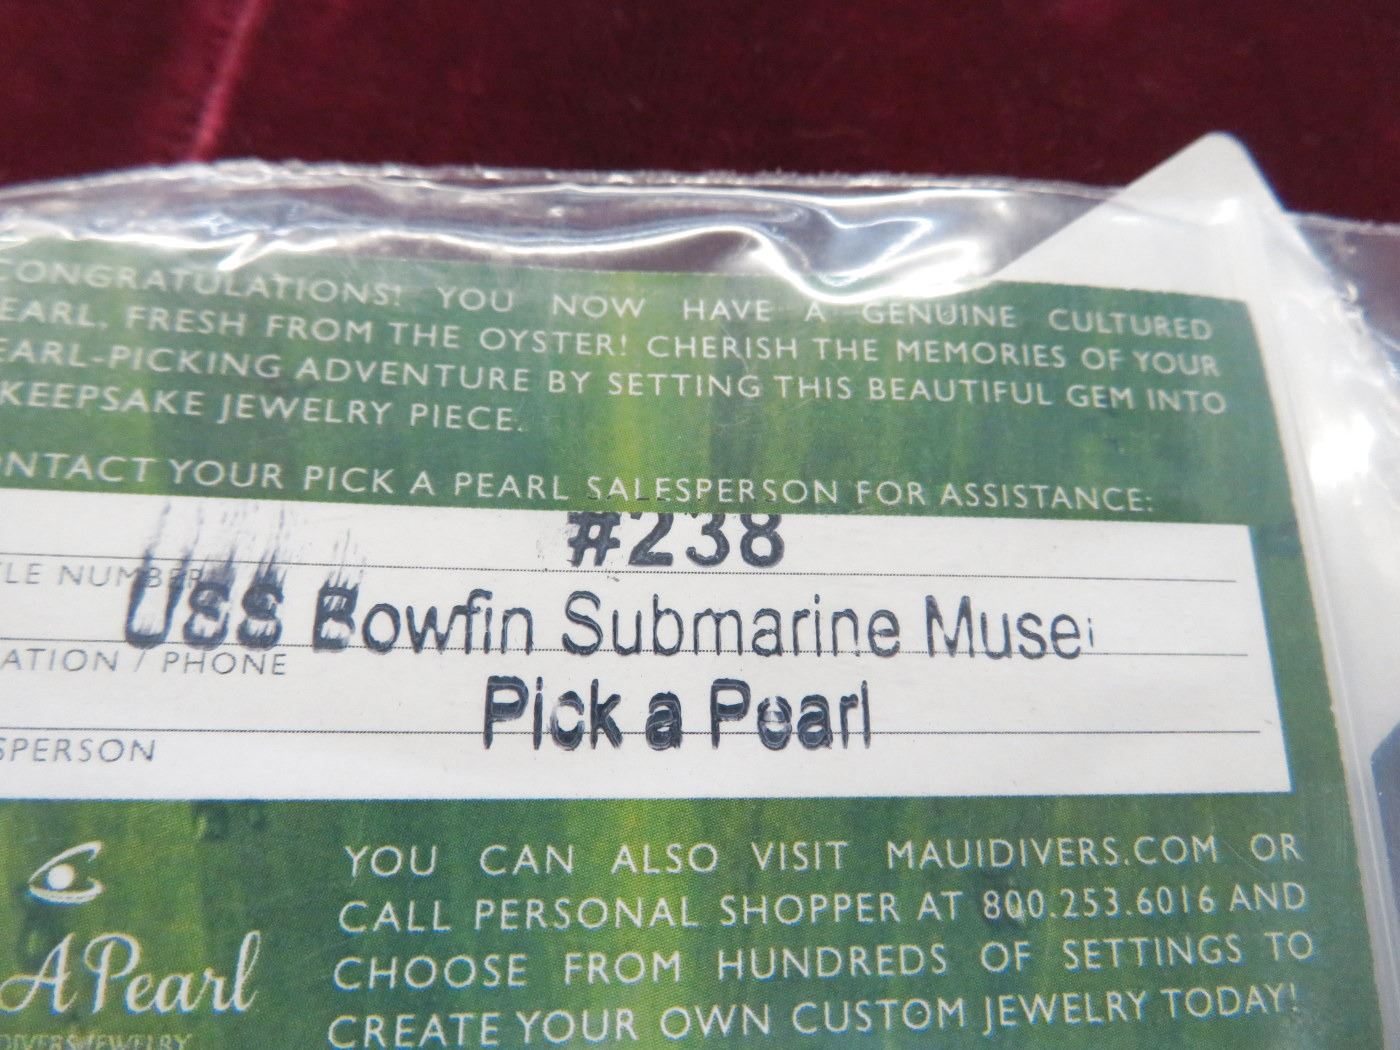 CONGRATULATIONS! YOU NOW HAVE A GENUINE CULTURED
EARL, FRESH FROM THE OYSTER! CHERISH THE MEMORIES OF YOUR
EARL-PICKING ADVENTURE BY SETTING THIS BEAUTIFUL GEM INTO
KEEPSAKE JEWELRY PIECE.
ONTACT YOUR PICK A PEARL SALESPERSON FOR ASSISTANCE:
#238
LE NUMBER
USS Bowfin Submarine Muse
ATION / PHONE
Pick a Pearl
SPERSON
YOU CAN ALSO VISIT MAUIDIVERS.COM OR
CALL PERSONAL SHOPPER AT 800.253.6016 AND
CHOOSE FROM HUNDREDS OF SETTINGS TO
CREATE YOUR OWN CUSTOM JEWELRY TODAY!
A Pearl
DIVERS JEWELRY